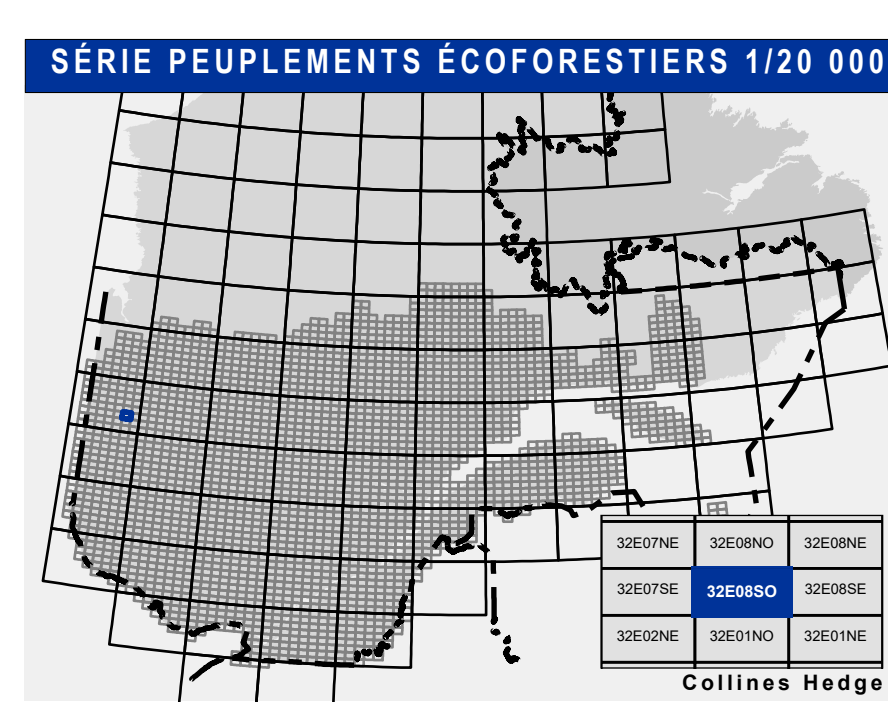 SÉRIE PEUPLEMENTS ÉCOFORESTIERS 1/20 000
32E07NE 32E08NO 32E08NE
32E07SE 32E08SO 32E08SE
32E02NE 32E01NO 32E01NE
Collines Hedge